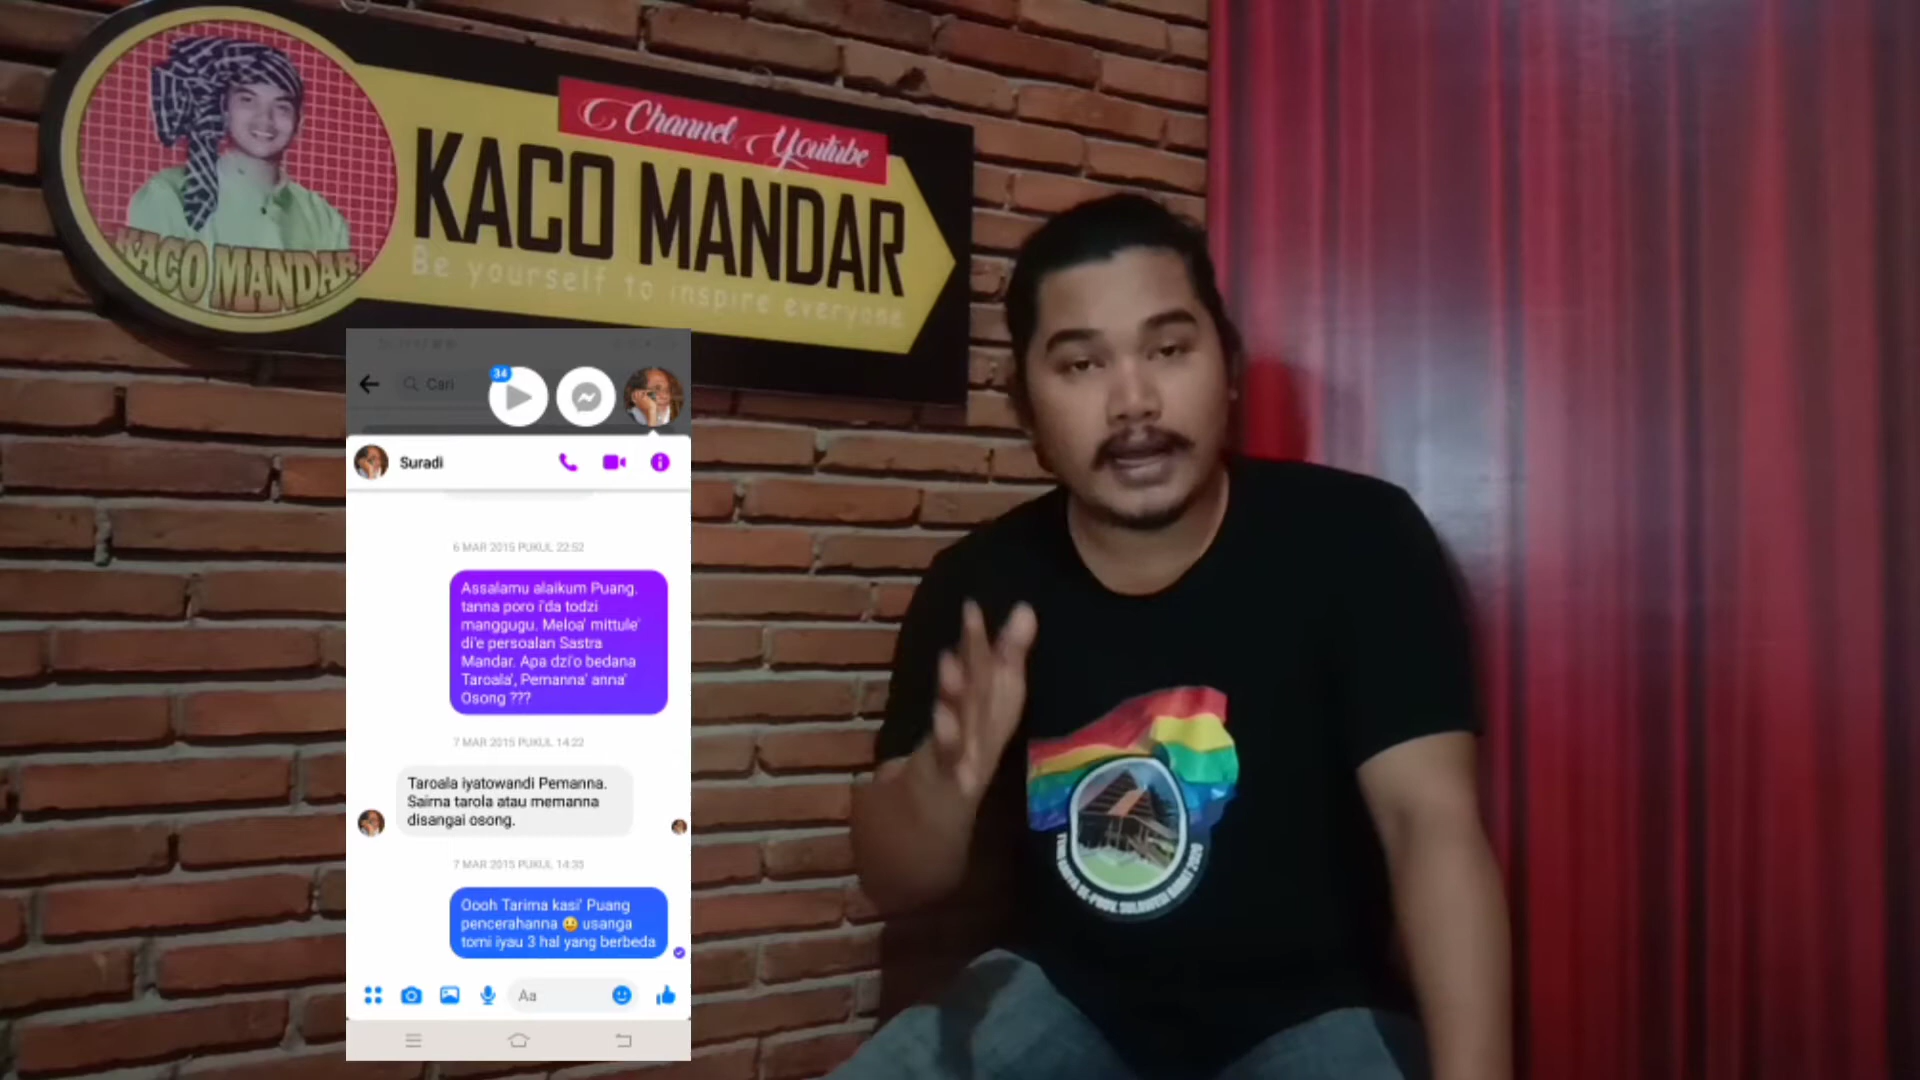 Channel Youtube
KACO MANDAR
Be yourself to inspire everyone
KACO MANDAR
Cari
34
Suradi
6 MAR 2015 PUKUL 22:52
Assalamu alaikum Puang.
tanna poro i'da todzi
manggugu. Meloa' mittule'
di'e persoalan Sastra
Mandar. Apa dzi'o bedana
Taroala', Pemanna' anna'
Osong ???
7 MAR 2015 PUKUL 14:22
Taroala iyatowandi Pemanna.
Sairna tarola atau memanna
disangai osong.
7 MAR 2015 PUKUL 14:33
Oooh Tarima kasi' Puang
pencerahanna 😀 usanga
tomi iyau 3 hal yang berbeda
Aa
SULAWESI BARAT 2020